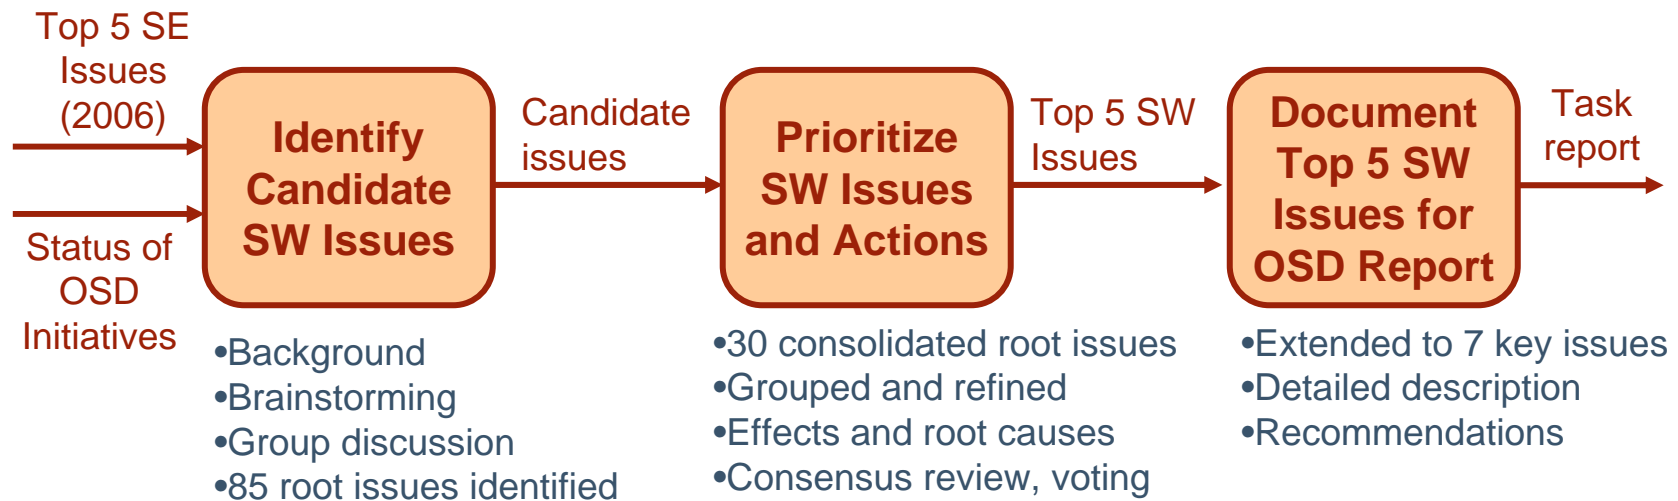 Top 5 SE
Issues
(2006)
Status of
OSD
Initiatives
Identify
Candidate
SW Issues
•Background
•Brainstorming
•Group discussion
•85 root issues identified
Candidate
issues
Prioritize
SW Issues
and Actions
•30 consolidated root issues
•Grouped and refined
•Effects and root causes
•Consensus review, voting
Top 5 SW
Issues
Document
Top 5 SW
Issues for
OSD Report
•Extended to 7 key issues
•Detailed description
•Recommendations
Task
report